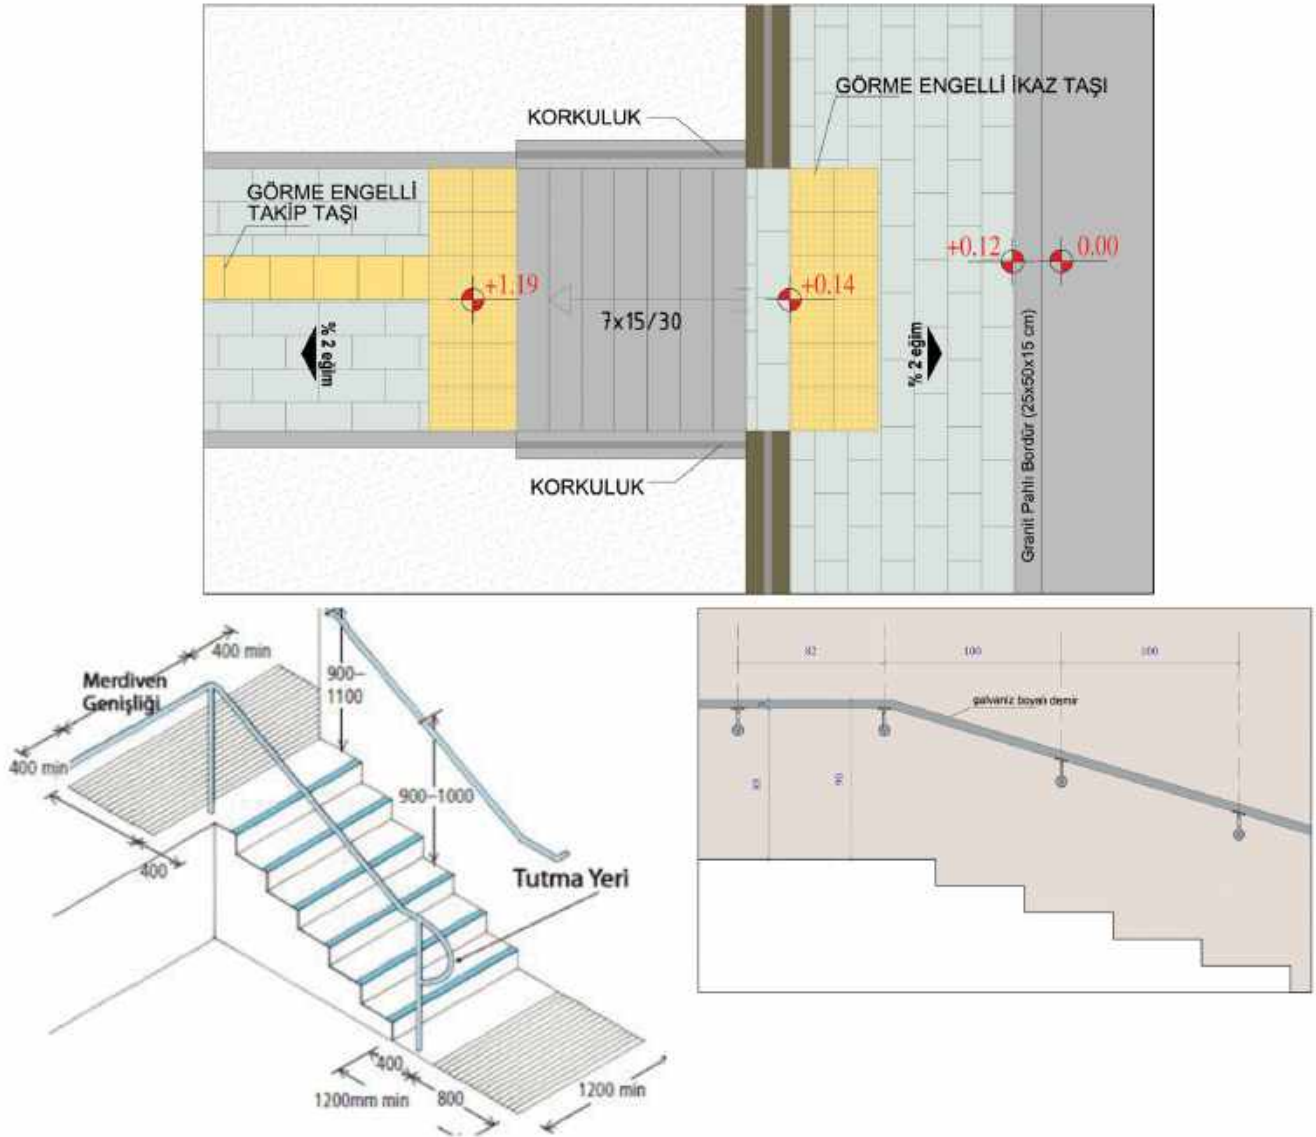 GÖRME ENGELLİ İKAZ TAŞI
KORKULUK
GÖRME ENGELLİ
TAKİP TAŞI
+0.12
0.00
+1.19
+0.14
7x15/30
% 2 eğim
% 2 eğim
Granit Pahlı Bordür (25x50x15 cm)
KORKULUK
400 min
Merdiven
Genişliği
900-
1100
400 min
900-1000
400
Tutma Yeri
400
800
1200mm min
1200 min
82
100
100
galvaniz boyalı demir
90